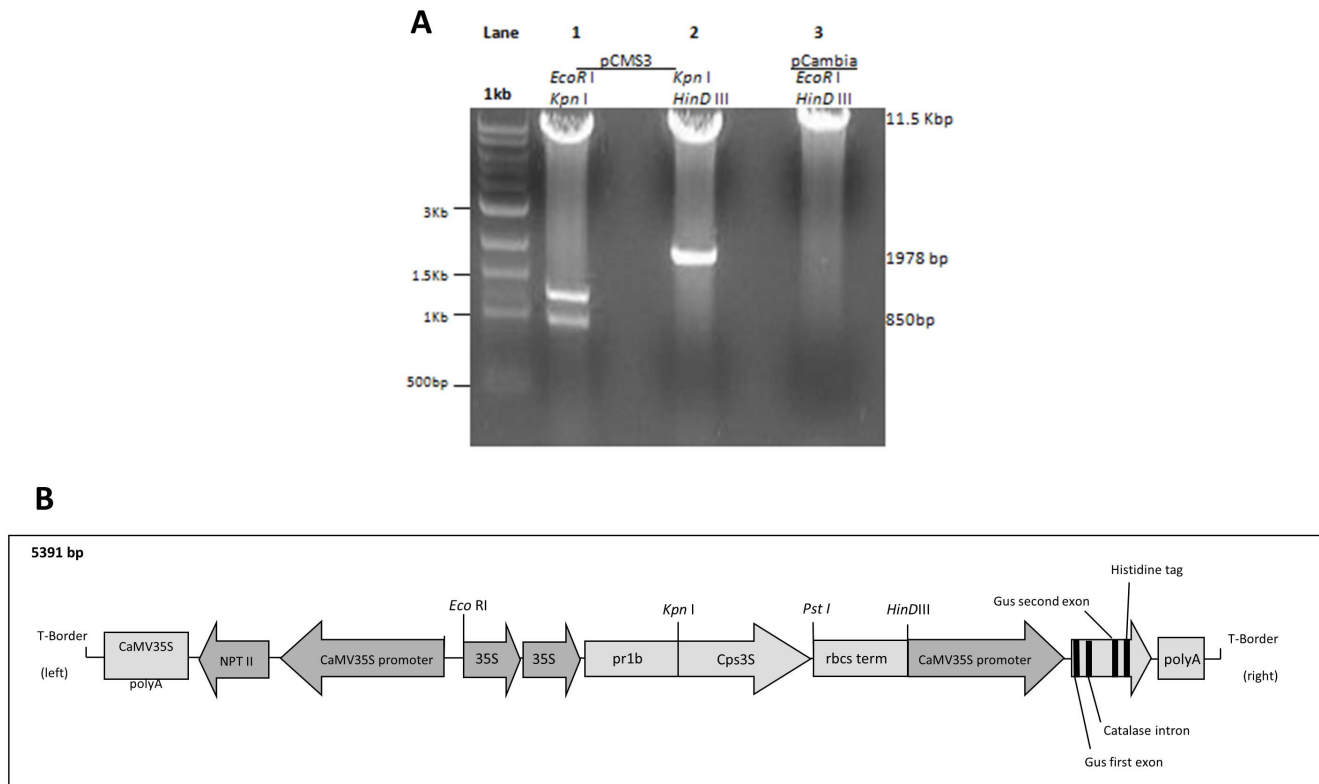 A
Lane 1 2 3
pCMS3 pCambia
EcoR I Kpn I EcoR I
1kb Kpn I HinD III HinD III
11.5 Kbp
3Kb
1978 bp
1.5Kb
1Kb 850bp
500bp
B
5391 bp
Histidine tag
Gus second exon
Eco RI Kpn I Pst I HinDIII
T-Border T-Border
CaMV35S NPT II CaMV35S promoter 35S 35S pr1b Cps3S rbcs term CaMV35S promoter polyA
(left) (right)
polyA
Catalase intron
Gus first exon